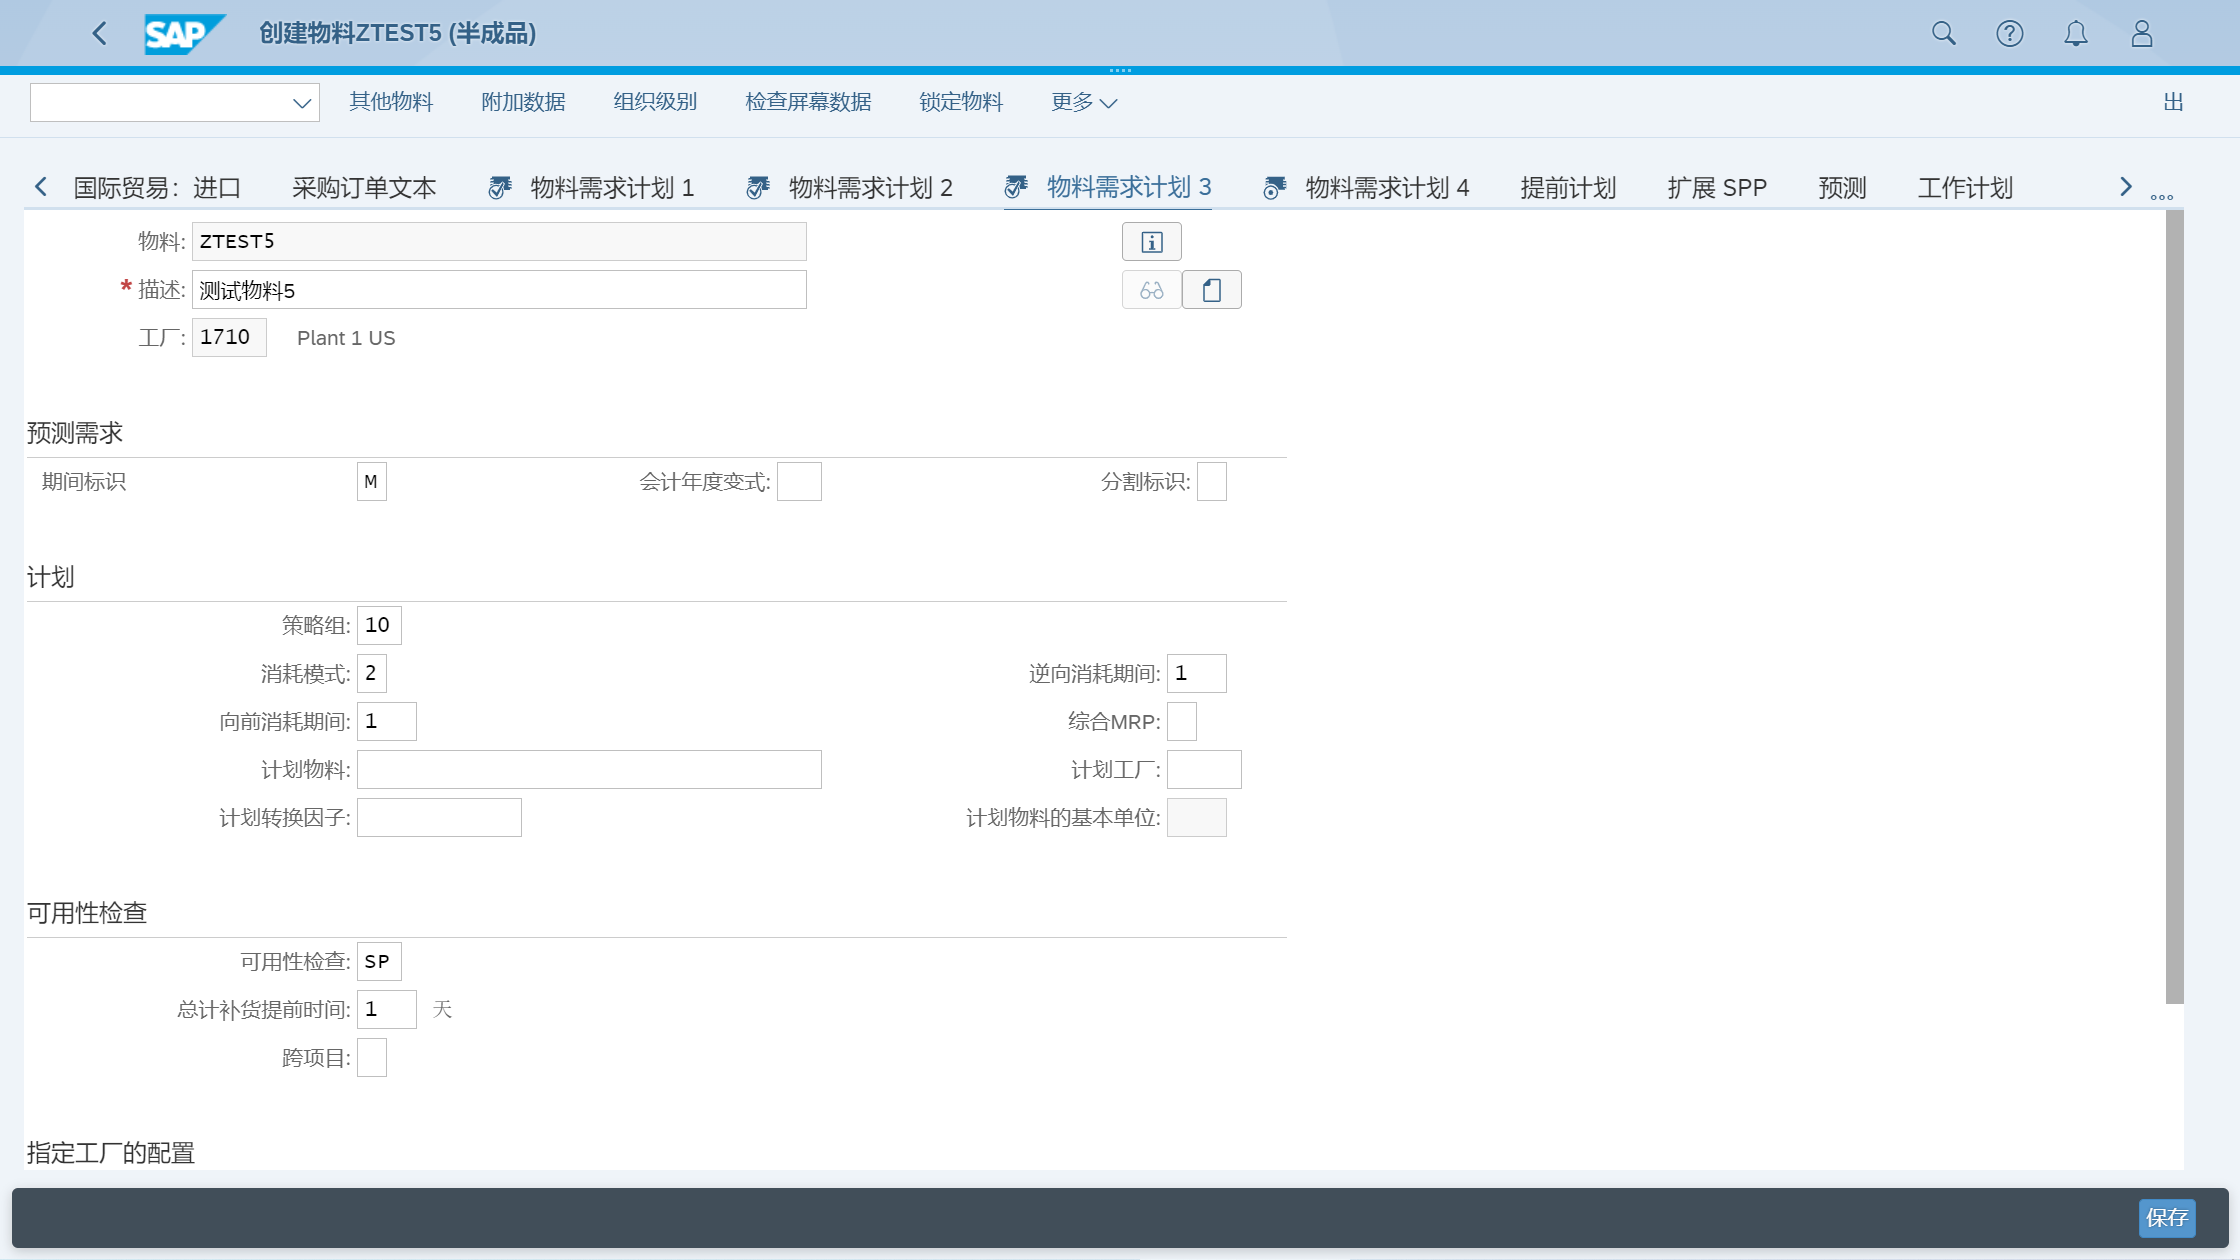 SAP 创建物料ZTEST5 (半成品)
其他物料 附加数据 组织级别 检查屏幕数据 锁定物料 更多 出
国际贸易: 进口 采购订单文本 物料需求计划 1 物料需求计划 2 物料需求计划 3 物料需求计划 4 提前计划 扩展 SPP 预测 工作计划
物料: ZTEST5
* 描述: 测试物料5
工厂: 1710 Plant 1 US
预测需求
期间标识 M 会计年度变式: 分割标识:
计划
策略组: 10
消耗模式: 2 逆向消耗期间: 1
向前消耗期间: 1 综合MRP:
计划物料: 计划工厂:
计划转换因子: 计划物料的基本单位:
可用性检查
可用性检查: SP
总计补货提前时间: 1 天
跨项目:
指定工厂的配置
保存